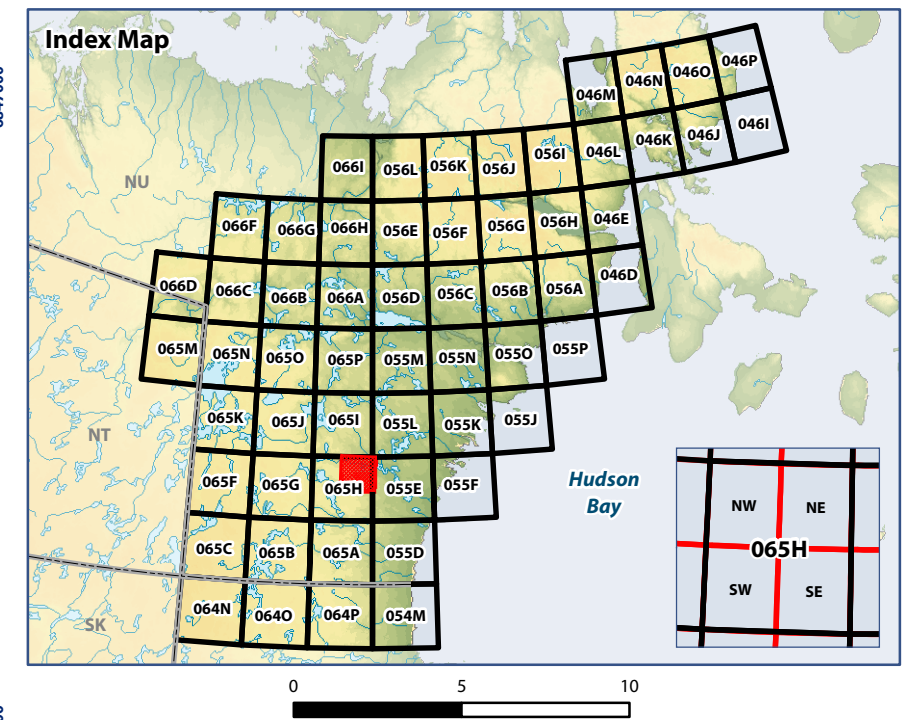 Index Map
046M 046N 046O 046P
066I 056L 056K 056J 056I 046L 046K 046J 046I
NU
066F 066G 066H 056E 056F 056G 056H 046E
066D 066C 066B 066A 056D 056C 056B 056A 046D
065M 065N 065O 065P 055M 055N 055O 055P
NT
065K 065J 065I 055L 055K 055J
065F 065G 065H 055E 055F
Hudson
Bay
065C 065B 065A 055D
SK
064N 064O 064P 054M
NW NE
065H
SW SE
0 5 10